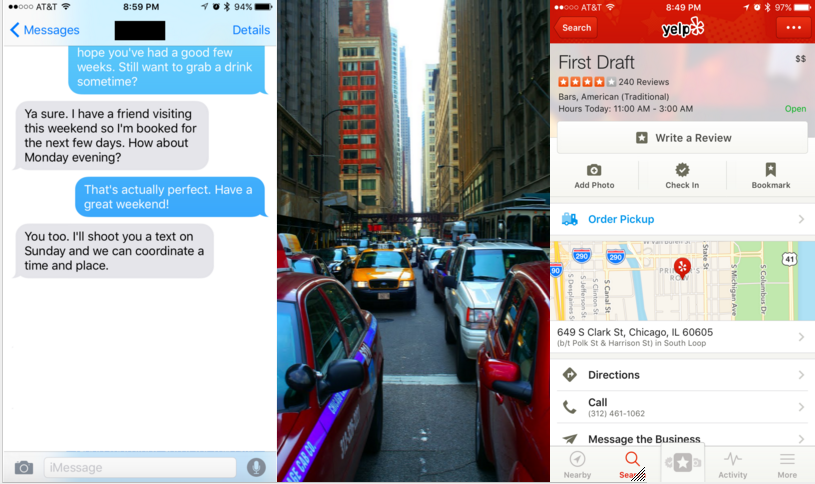 AT&T
8:59 PM
94%
Messages
Details
hope you've had a good few
weeks. Still want to grab a drink
sometime?
Ya sure. I have a friend visiting
this weekend so I'm booked for
the next few days. How about
Monday evening?
That's actually perfect. Have a
great weekend!
You too. I'll shoot you a text on
Sunday and we can coordinate a
time and place.
iMessage
AT&T
8:49 PM
97%
Search
yelp
First Draft
$$
240 Reviews
Bars, American (Traditional)
Hours Today: 11:00 AM - 3:00 AM
Open
Write a Review
Add Photo
Check In
Bookmark
Order Pickup
290
290
90
41
S Desplaines St
S Jefferson St
S Clinton St
S Canal St
State St
S Michigan Ave
S Columbus Dr
649 S Clark St, Chicago, IL 60605
(b/t Polk & Harrison St) in South Loop
Directions
Call
(312) 461-1062
Message the Business
Nearby
Search
Activity
More